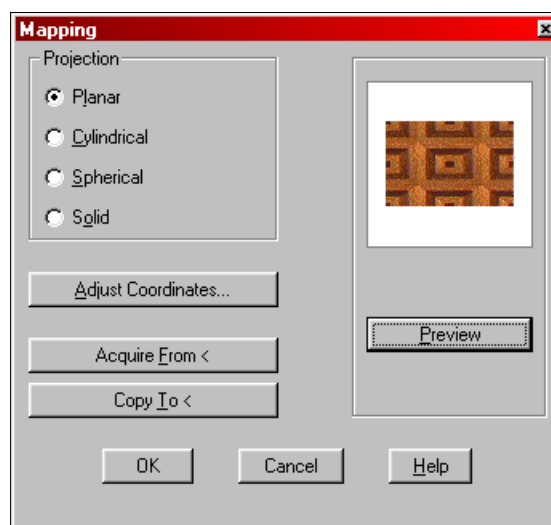 Mapping
Projection
Planar
Cylindrical
Spherical
Solid
Adjust Coordinates...
Acquire From <
Copy To <
Preview
OK
Cancel
Help